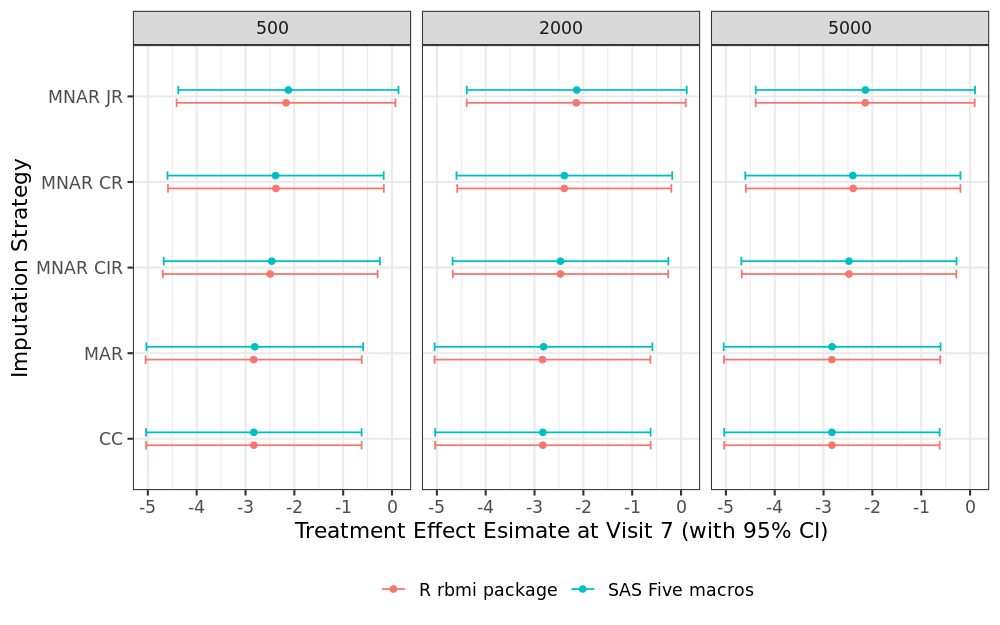 500 2000 5000
Imputation Strategy
MNAR JR
MNAR CR
MNAR CIR
MAR
CC
-5 -4 -3 -2 -1 0 -5 -4 -3 -2 -1 0 -5 -4 -3 -2 -1 0
Treatment Effect Esimate at Visit 7 (with 95% CI)
R rbmi package SAS Five macros